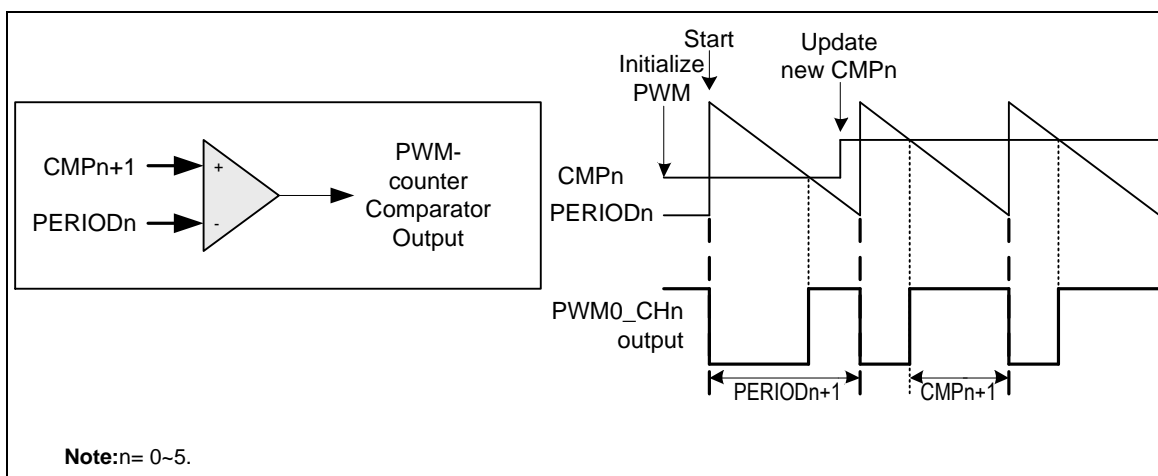 CMPn+1
PERIODn
+
-
PWM-
counter
Comparator
Output
Start
Initialize
PWM
Update
new CMPn
CMPn
PERIODn
PWM0_CHn
output
PERIODn+1
CMPn+1
Note:n= 0~5.